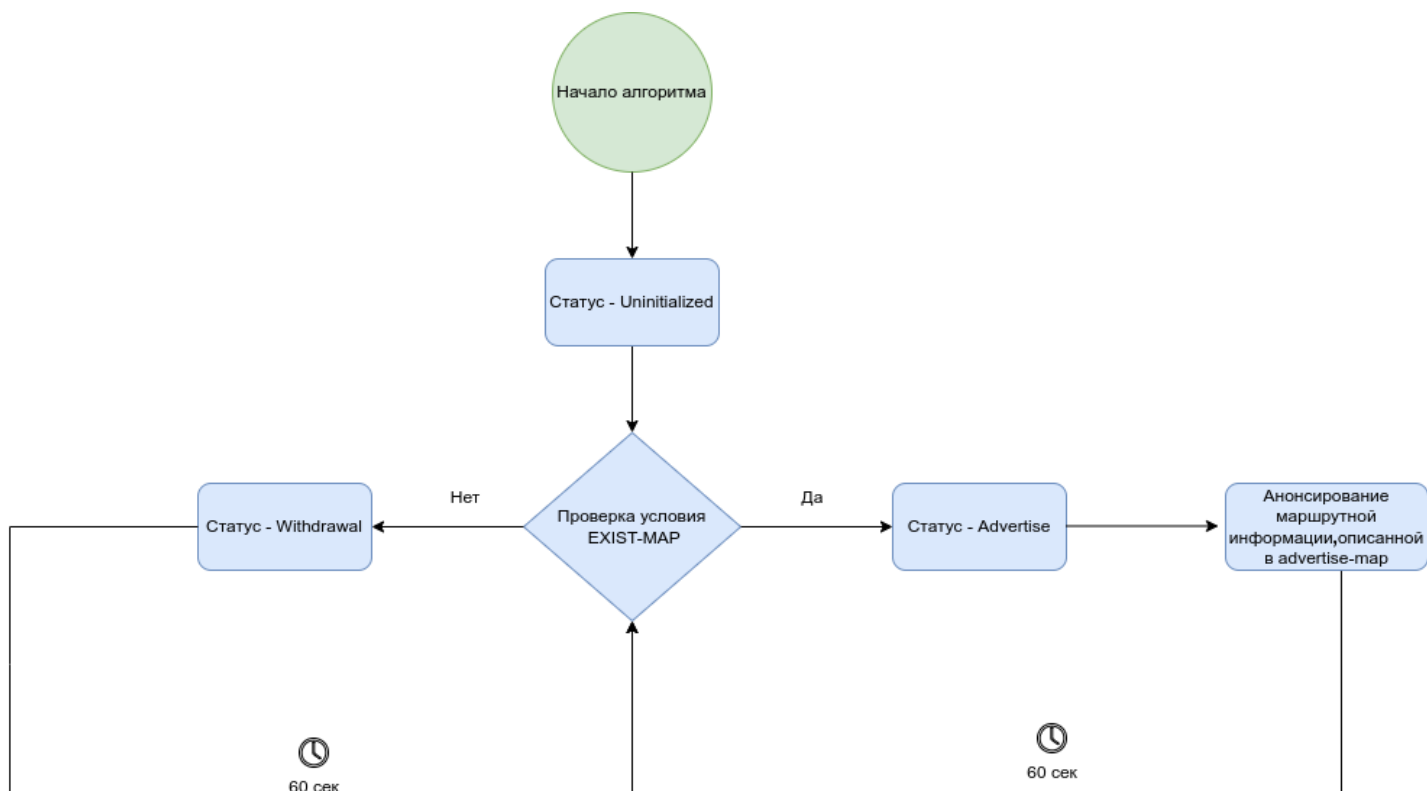 Начало алгоритма
Статус - Uninitialized
Нет
Да
Статус - Withdrawal
Проверка условия
EXIST-MAP
Статус - Advertise
Анонсирование
маршрутной
информации,описанной
в advertise-map
60 сек
60 сек